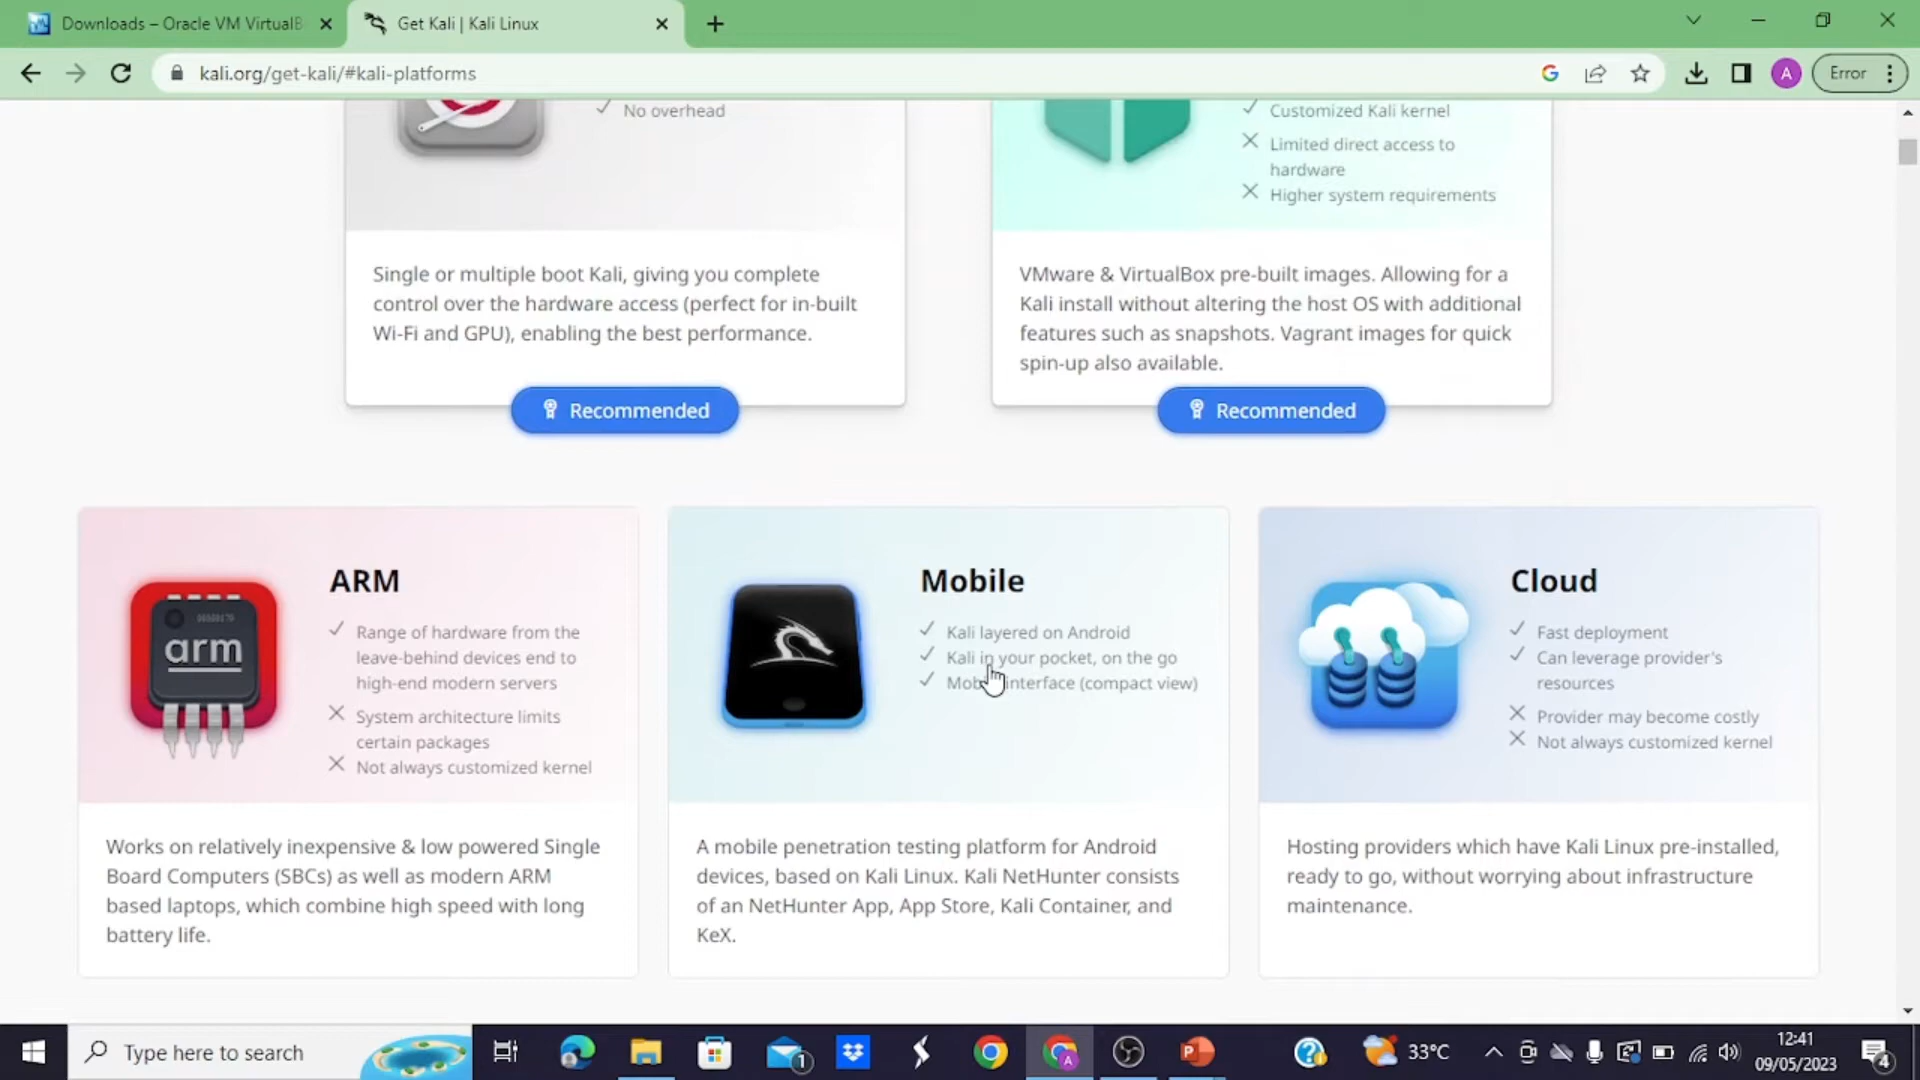 Downloads – Oracle VM VirtualB
Get Kali | Kali Linux
kali.org/get-kali/#kali-platforms
A
Error
No overhead
Customized Kali kernel
Limited direct access to
hardware
Higher system requirements
Single or multiple boot Kali, giving you complete
control over the hardware access (perfect for in-built
Wi-Fi and GPU), enabling the best performance.
VMware & VirtualBox pre-built images. Allowing for a
Kali install without altering the host OS with additional
features such as snapshots. Vagrant images for quick
spin-up also available.
Recommended
Recommended
arm
ARM
Range of hardware from the
leave-behind devices end to
high-end modern servers
System architecture limits
certain packages
Not always customized kernel
Works on relatively inexpensive & low powered Single
Board Computers (SBCs) as well as modern ARM
based laptops, which combine high speed with long
battery life.
Mobile
Kali layered on Android
Kali in your pocket, on the go
interface (compact view)
A mobile penetration testing platform for Android
devices, based on Kali Linux. Kali NetHunter consists
of an NetHunter App, App Store, Kali Container, and
KeX.
Cloud
Fast deployment
Can leverage provider's
resources
Provider may become costly
Not always customized kernel
Hosting providers which have Kali Linux pre-installed,
ready to go, without worrying about infrastructure
maintenance.
Type here to search
1
A
33°C
12:41
09/05/2023
4